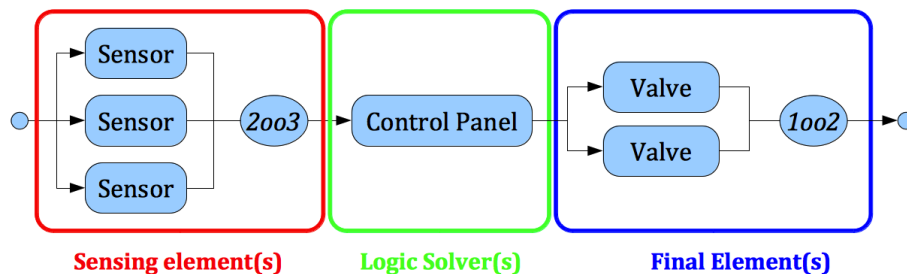 Sensor
Sensor
Sensor
2oo3
Control Panel
Valve
Valve
1oo2
Sensing element(s)
Logic Solver(s)
Final Element(s)